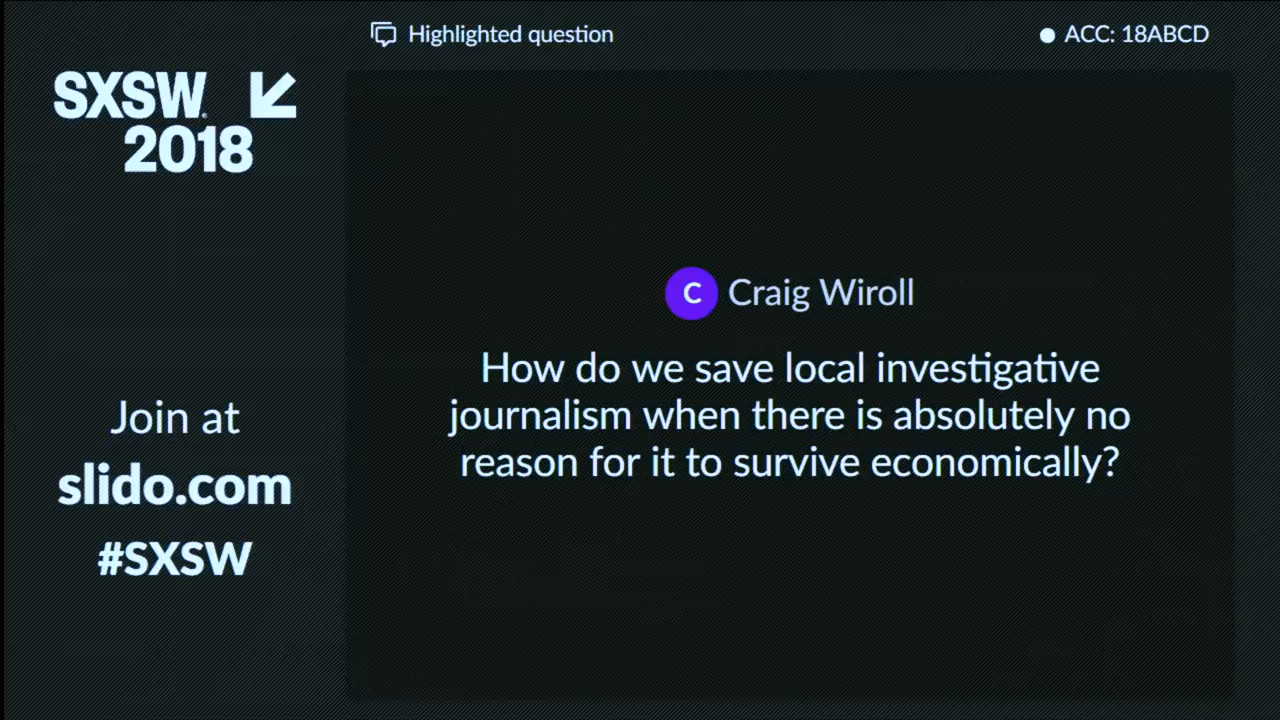 Highlighted question
ACC: 18ABCD
SXSW.
2018
C Craig Wiroll
How do we save local investigative
journalism when there is absolutely no
reason for it to survive economically?
Join at
slido.com
#SXSW